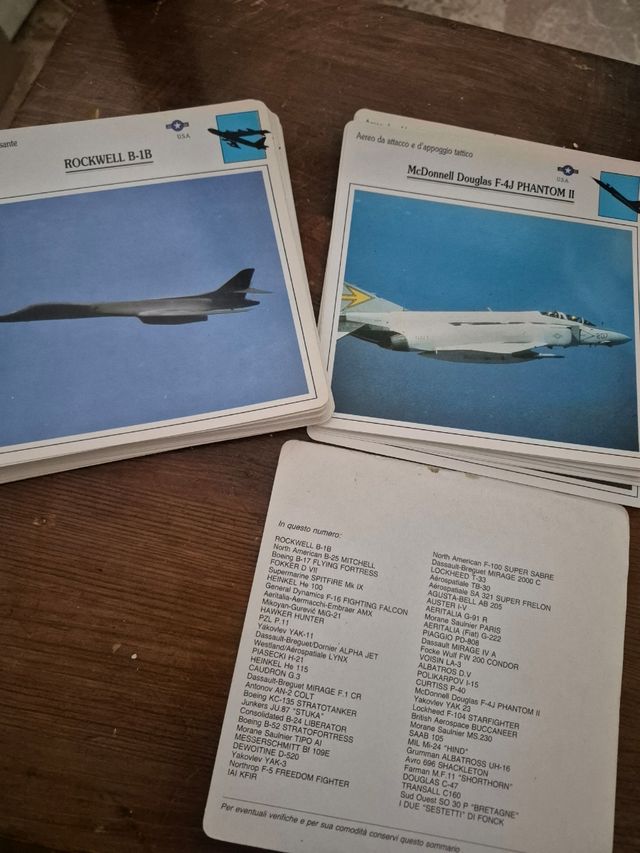 sante
U.S.A.
ROCKWELL B-1B
Aereo da attacco e d'appoggio tattico
U.S.A.
McDonnell Douglas F-4J PHANTOM II
NAVY
207
In questo numero:
ROCKWELL B-1B
North American B-25 MITCHELL
Boeing B-17 FLYING FORTRESS
FOKKER D VII
Supermarine SPITFIRE Mk IX
HEINKEL He 100
General Dynamics F-16 FIGHTING FALCON
Aeritalia-Aermacchi-Embraer AMX
Mikoyan-Gurević MiG-21
HAWKER HUNTER
PZL P.11
Yakovlev YAK-11
Dassault-Breguet/Dornier ALPHA JET
Westland/Aérospatiale LYNX
PIASECKI H-21
HEINKEL He 115
CAUDRON G.3
Dassault-Breguet MIRAGE F.1 CR
Antonov AN-2 COLT
Boeing KC-135 STRATOTANKER
Junkers JU.87 "STUKA"
Consolidated B-24 LIBERATOR
Boeing B-52 STRATOFORTRESS
Morane Saulnier TIPO AI
MESSERSCHMITT Bf 109E
DEWOITINE D-520
Yakovlev YAK-3
Northrop F-5 FREEDOM FIGHTER
IAI KFIR
North American F-100 SUPER SABRE
Dassault-Breguet MIRAGE 2000 C
LOCKHEED T-33
Aérospatiale TB-30
Aérospatiale SA 321 SUPER FRELON
AGUSTA-BELL AB 205
AUSTER I-V
AERITALIA G-91 R
Morane Saulnier PARIS
AERITALIA (Fiat) G-222
PIAGGIO PD-808
Dassault MIRAGE IV A
Focke Wulf FW 200 CONDOR
VOISIN LA-3
ALBATROS D.V
POLIKARPOV I-15
CURTISS P-40
McDonnell Douglas F-4J PHANTOM II
Yakovlev YAK 23
Lockheed F-104 STARFIGHTER
British Aerospace BUCCANEER
Morane Saulnier MS.230
SAAB 105
MIL Mi-24 "HIND"
Grumman ALBATROSS UH-16
Avro 696 SHACKLETON
Farman M.F.11 "SHORTHORN"
DOUGLAS C-47
TRANSALL C160
Sud Ouest SO 30 P "BRETAGNE"
I DUE "SESTETTI" DI FONCK
Per eventuali verifiche e per sua comodità conservi questo sommario